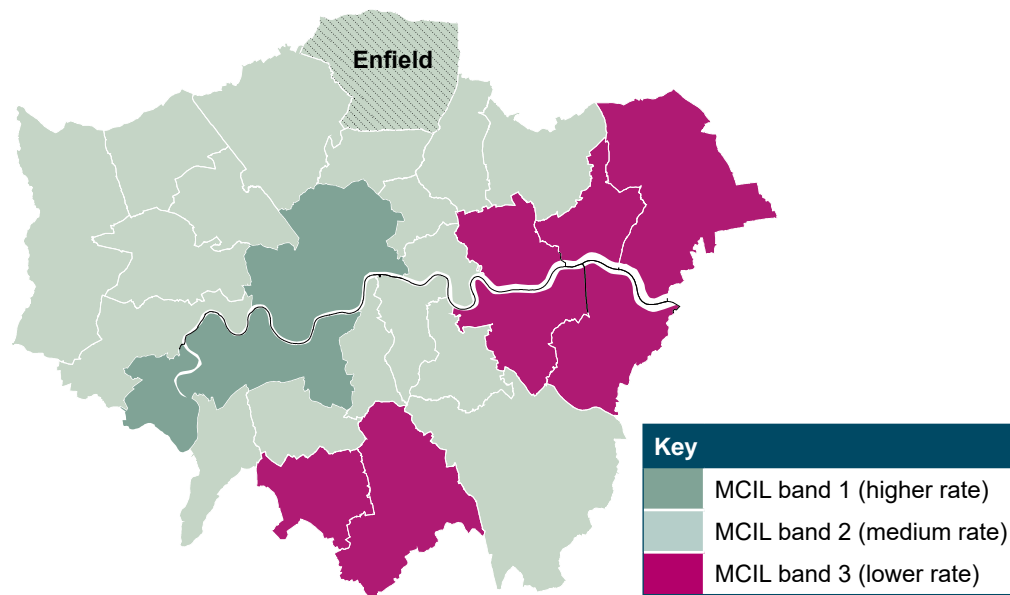 Enfield
Key
MCIL band 1 (higher rate)
MCIL band 2 (medium rate)
MCIL band 3 (lower rate)